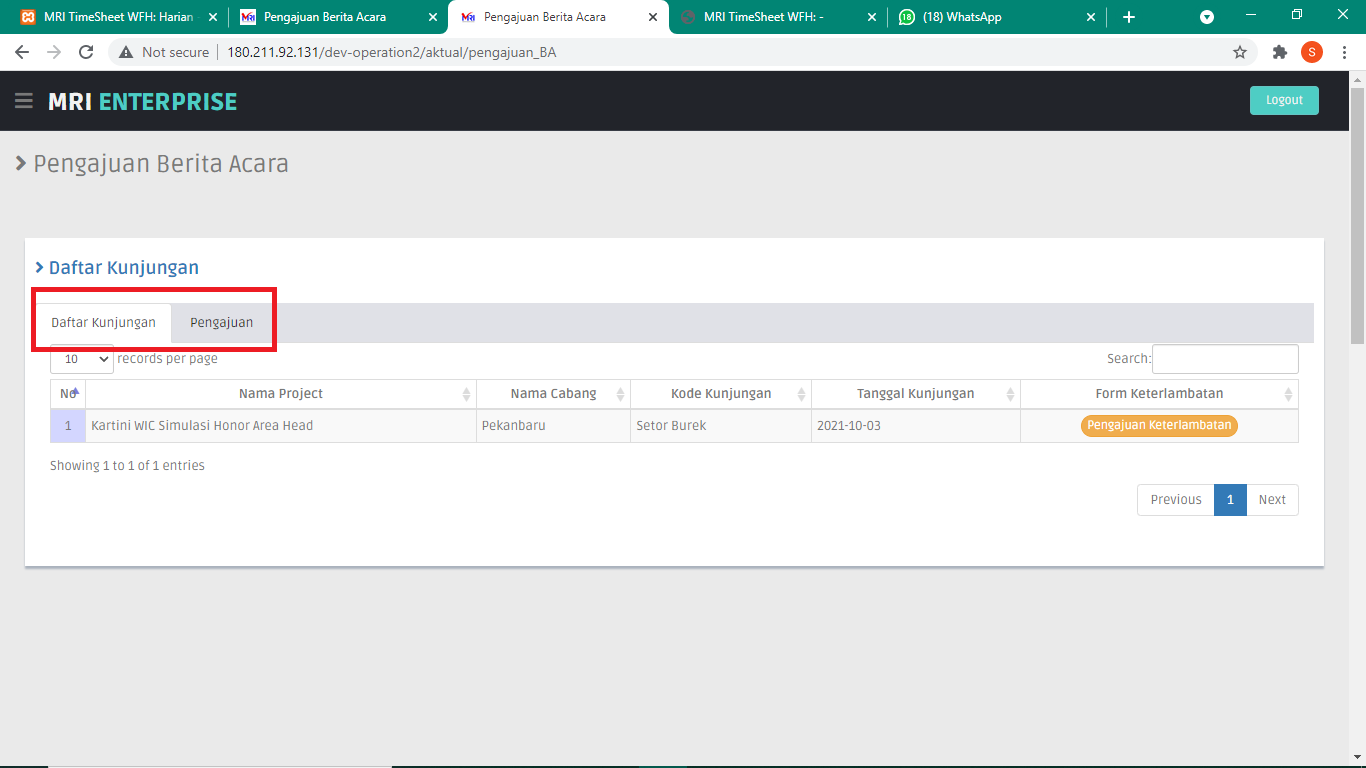 MRI TimeSheet WFH: Harian
Pengajuan Berita Acara
Pengajuan Berita Acara
MRI TimeSheet WFH: -
(18) WhatsApp
Not secure
180.211.92.131/dev-operation2/aktual/pengajuan_BA
S
MRI ENTERPRISE
Logout
Pengajuan Berita Acara
Daftar Kunjungan
Daftar Kunjungan Pengajuan
10 records per page Search:
No Nama Project Nama Cabang Kode Kunjungan Tanggal Kunjungan Form Keterlambatan
1 Kartini WIC Simulasi Honor Area Head Pekanbaru Setor Burek 2021-10-03 Pengajuan Keterlambatan
Showing 1 to 1 of 1 entries
Previous 1 Next